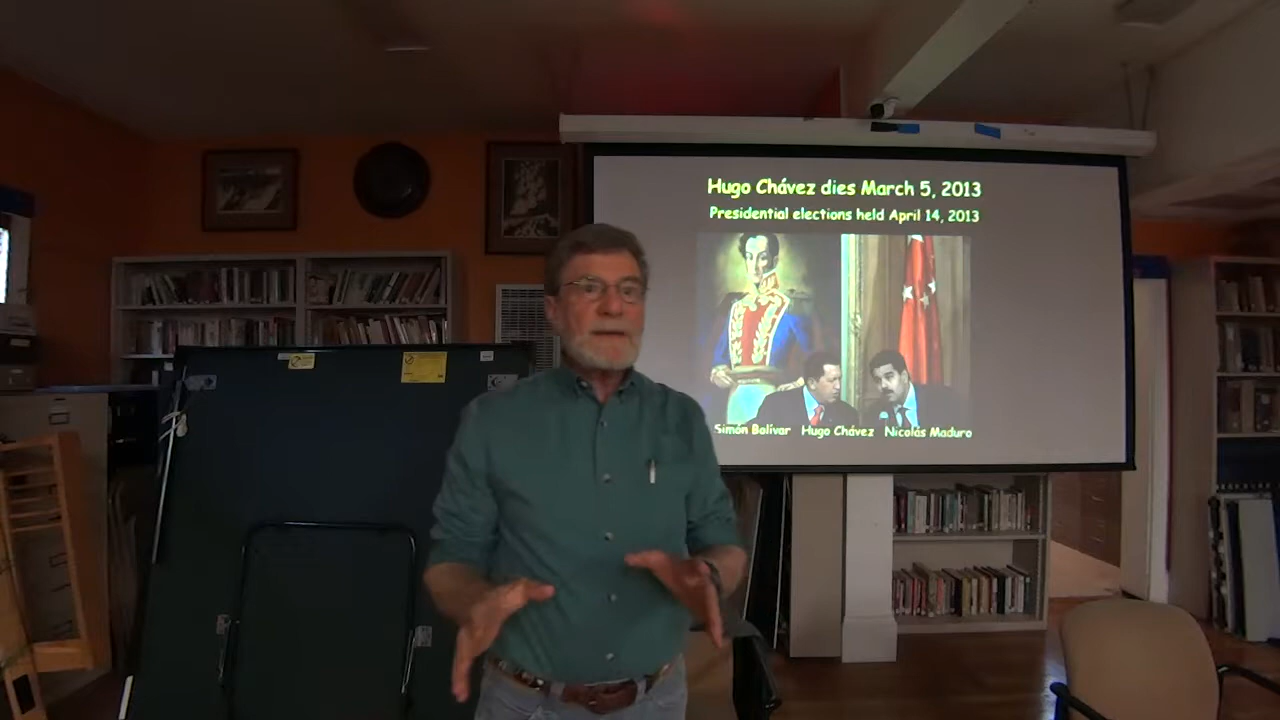 Hugo Chávez dies March 5, 2013
Presidential elections held April 14, 2013
Simón Bolívar Hugo Chávez Nicolás Maduro